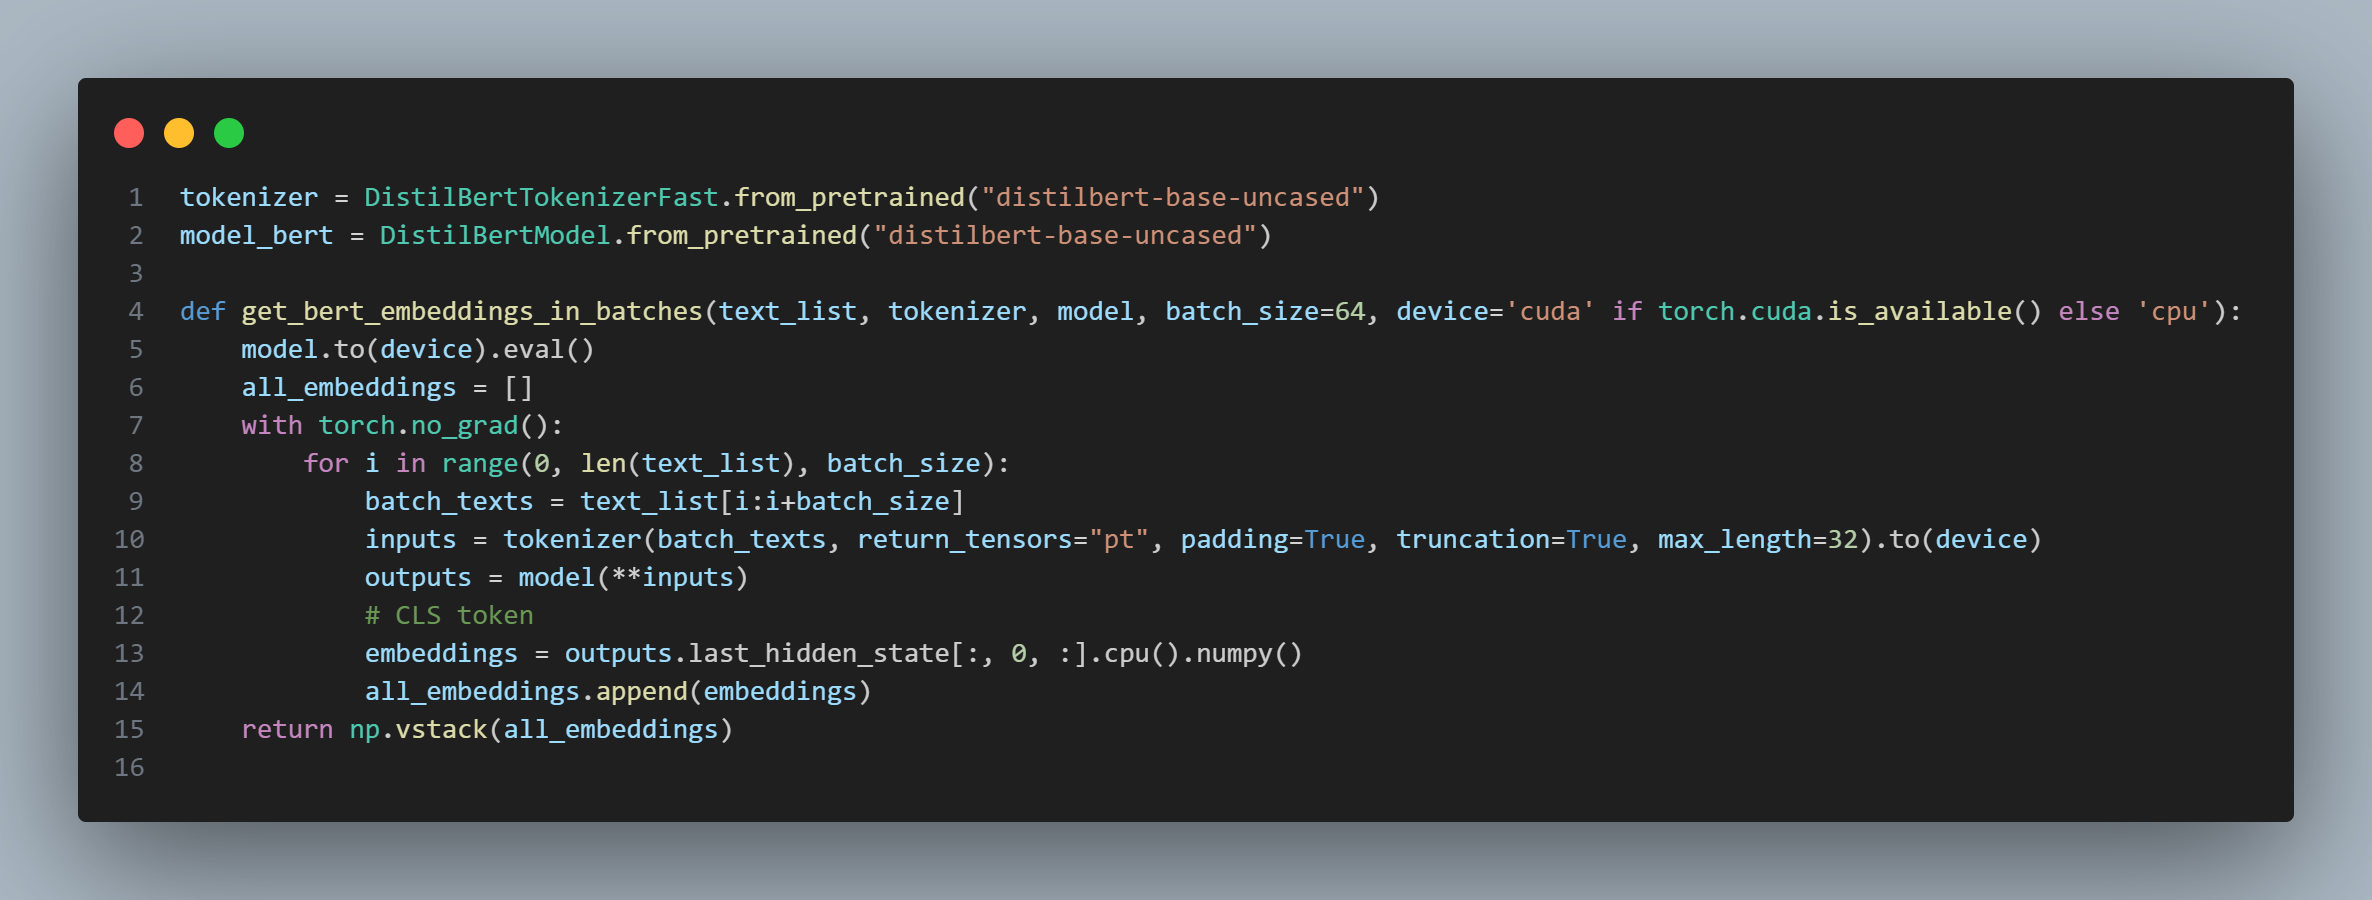 1 tokenizer = DistilBertTokenizerFast.from_pretrained("distilbert-base-uncased")
2 model_bert = DistilBertModel.from_pretrained("distilbert-base-uncased")
3
4 def get_bert_embeddings_in_batches(text_list, tokenizer, model, batch_size=64, device='cuda' if torch.cuda.is_available() else 'cpu'):
5     model.to(device).eval()
6     all_embeddings = []
7     with torch.no_grad():
8         for i in range(0, len(text_list), batch_size):
9             batch_texts = text_list[i:i+batch_size]
10             inputs = tokenizer(batch_texts, return_tensors="pt", padding=True, truncation=True, max_length=32).to(device)
11             outputs = model(**inputs)
12             # CLS token
13             embeddings = outputs.last_hidden_state[:, 0, :].cpu().numpy()
14             all_embeddings.append(embeddings)
15     return np.vstack(all_embeddings)
16